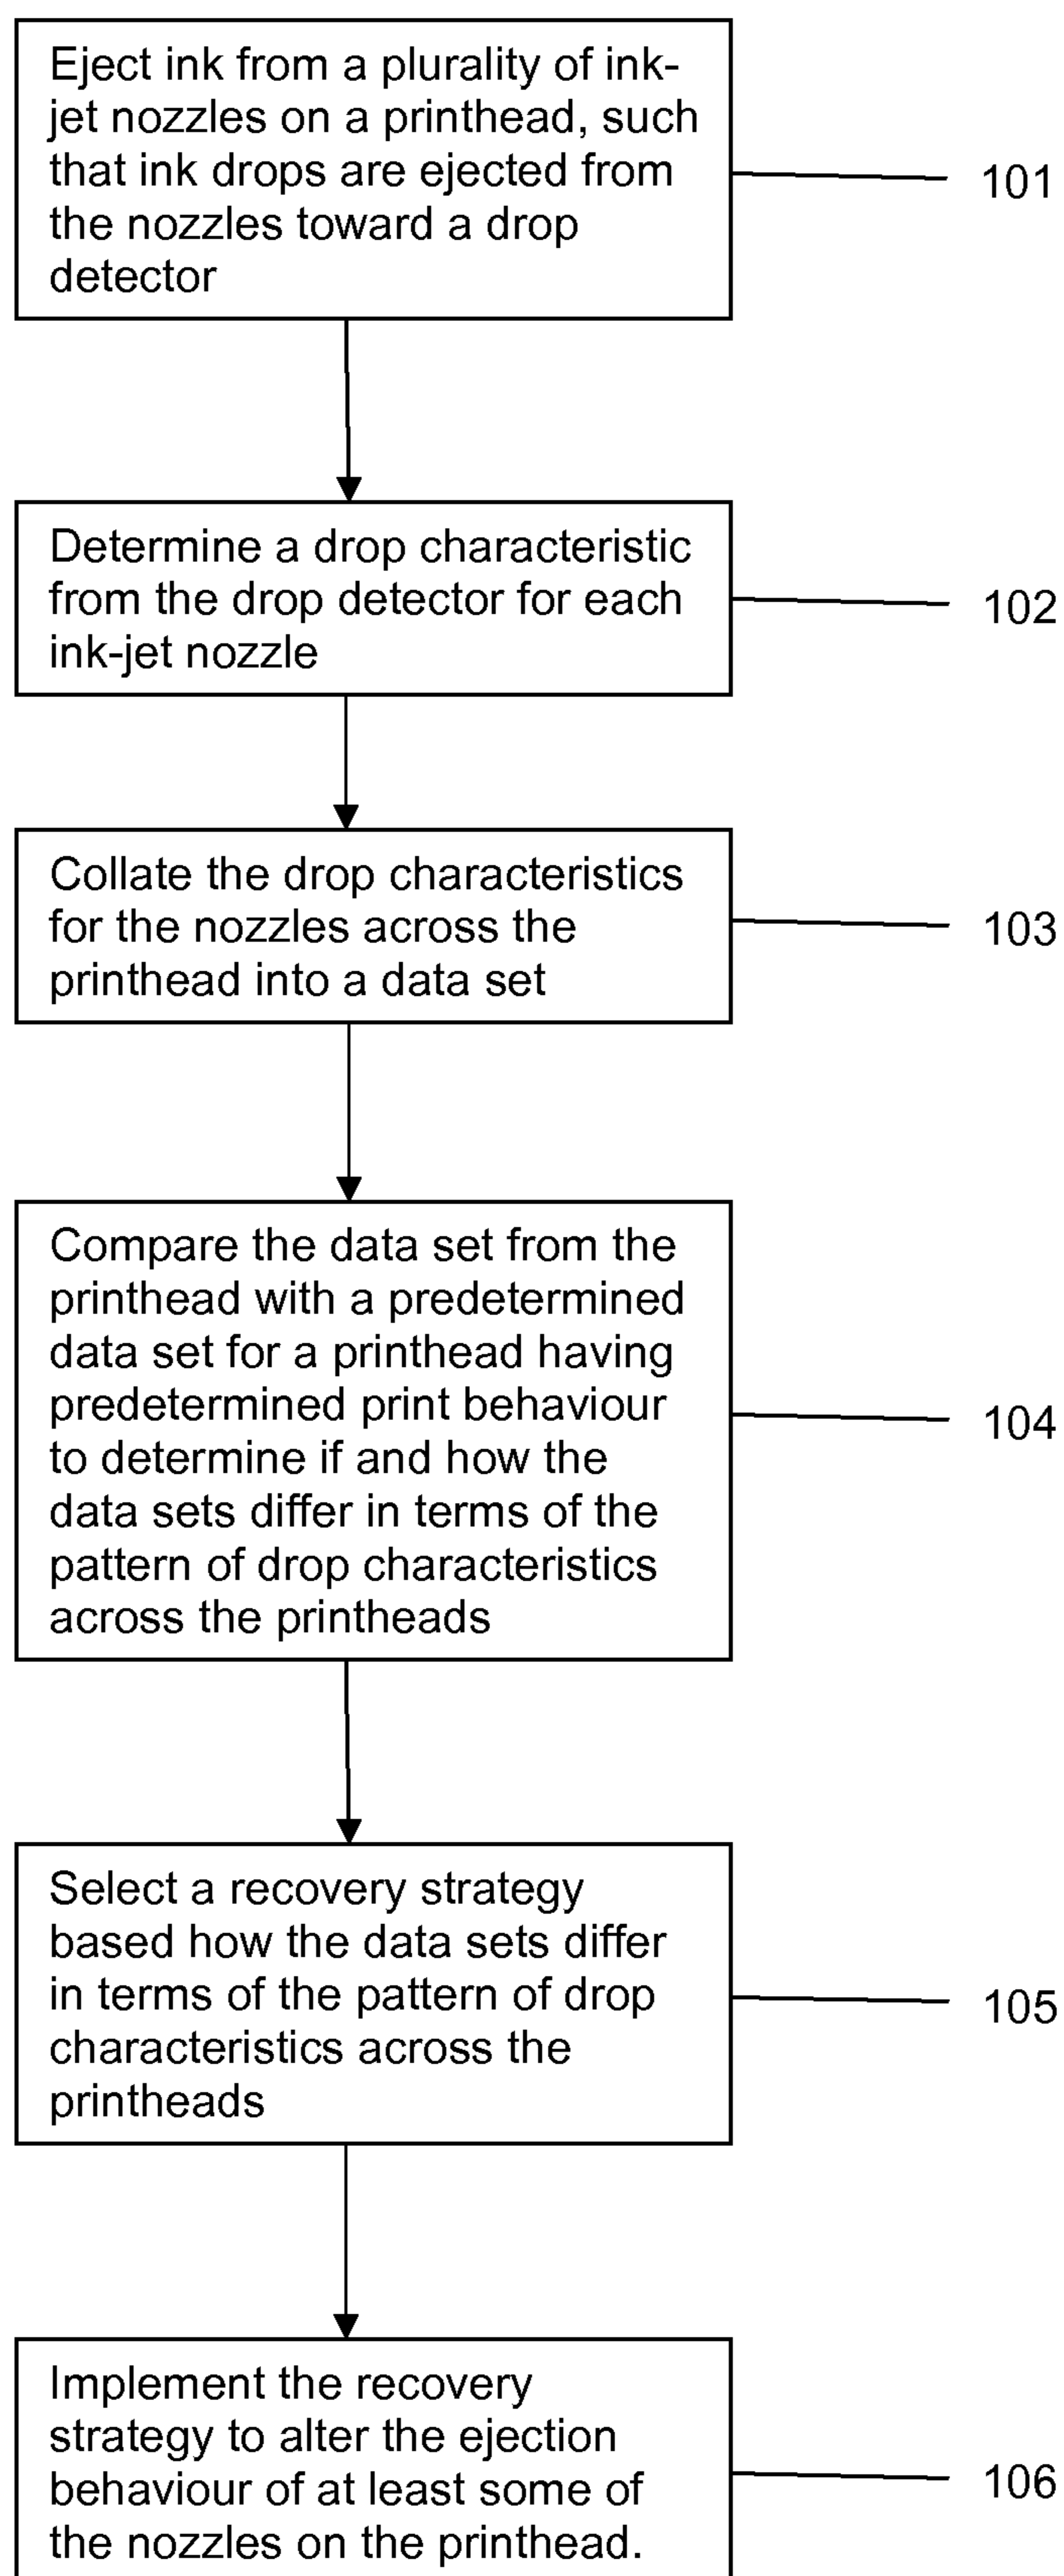 Eject ink from a plurality of ink-
jet nozzles on a printhead, such
that ink drops are ejected from
the nozzles toward a drop
detector
101
Determine a drop characteristic
from the drop detector for each
ink-jet nozzle
102
Collate the drop characteristics
for the nozzles across the
printhead into a data set
103
Compare the data set from the
printhead with a predetermined
data set for a printhead having
predetermined print behaviour
to determine if and how the
data sets differ in terms of the
pattern of drop characteristics
across the printheads
104
Select a recovery strategy
based how the data sets differ
in terms of the pattern of drop
characteristics across the
printheads
105
Implement the recovery
strategy to alter the ejection
behaviour of at least some of
the nozzles on the printhead.
106